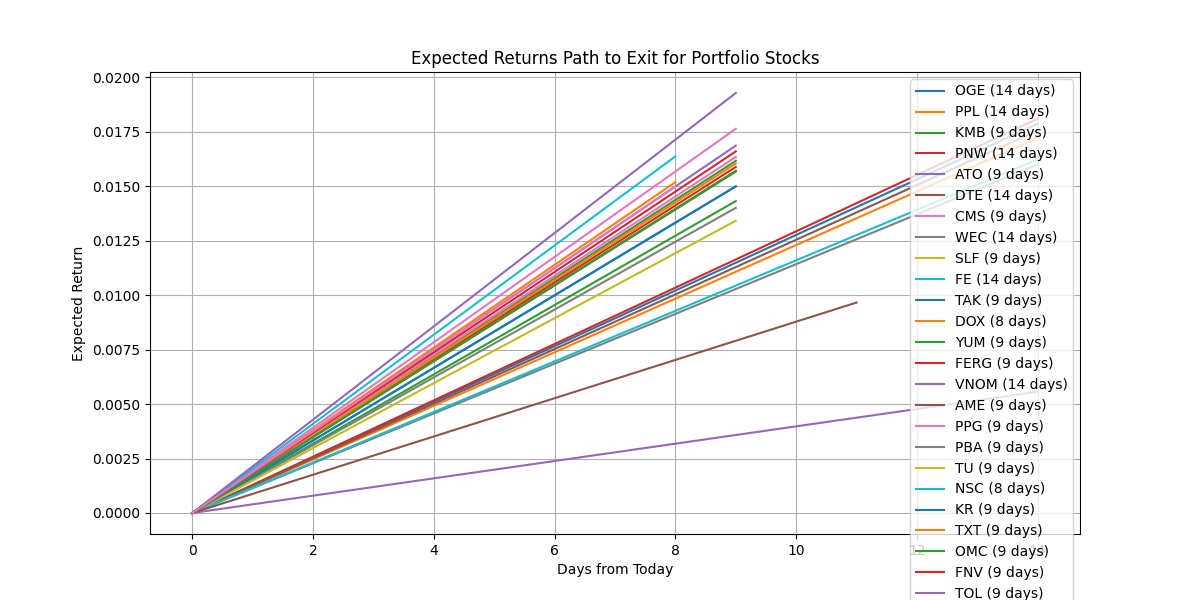 Expected Returns Path to Exit for Portfolio Stocks
Expected Return
0.0200
0.0175
0.0150
0.0125
0.0100
0.0075
0.0050
0.0025
0.0000
0
2
4
6
8
10
12
Days from Today
OGE (14 days)
PPL (14 days)
KMB (9 days)
PNW (14 days)
ATO (9 days)
DTE (14 days)
CMS (9 days)
WEC (14 days)
SLF (9 days)
FE (14 days)
TAK (9 days)
DOX (8 days)
YUM (9 days)
FERG (9 days)
VNOM (14 days)
AME (9 days)
PPG (9 days)
PBA (9 days)
TU (9 days)
NSC (8 days)
KR (9 days)
TXT (9 days)
OMC (9 days)
FNV (9 days)
TOL (9 days)